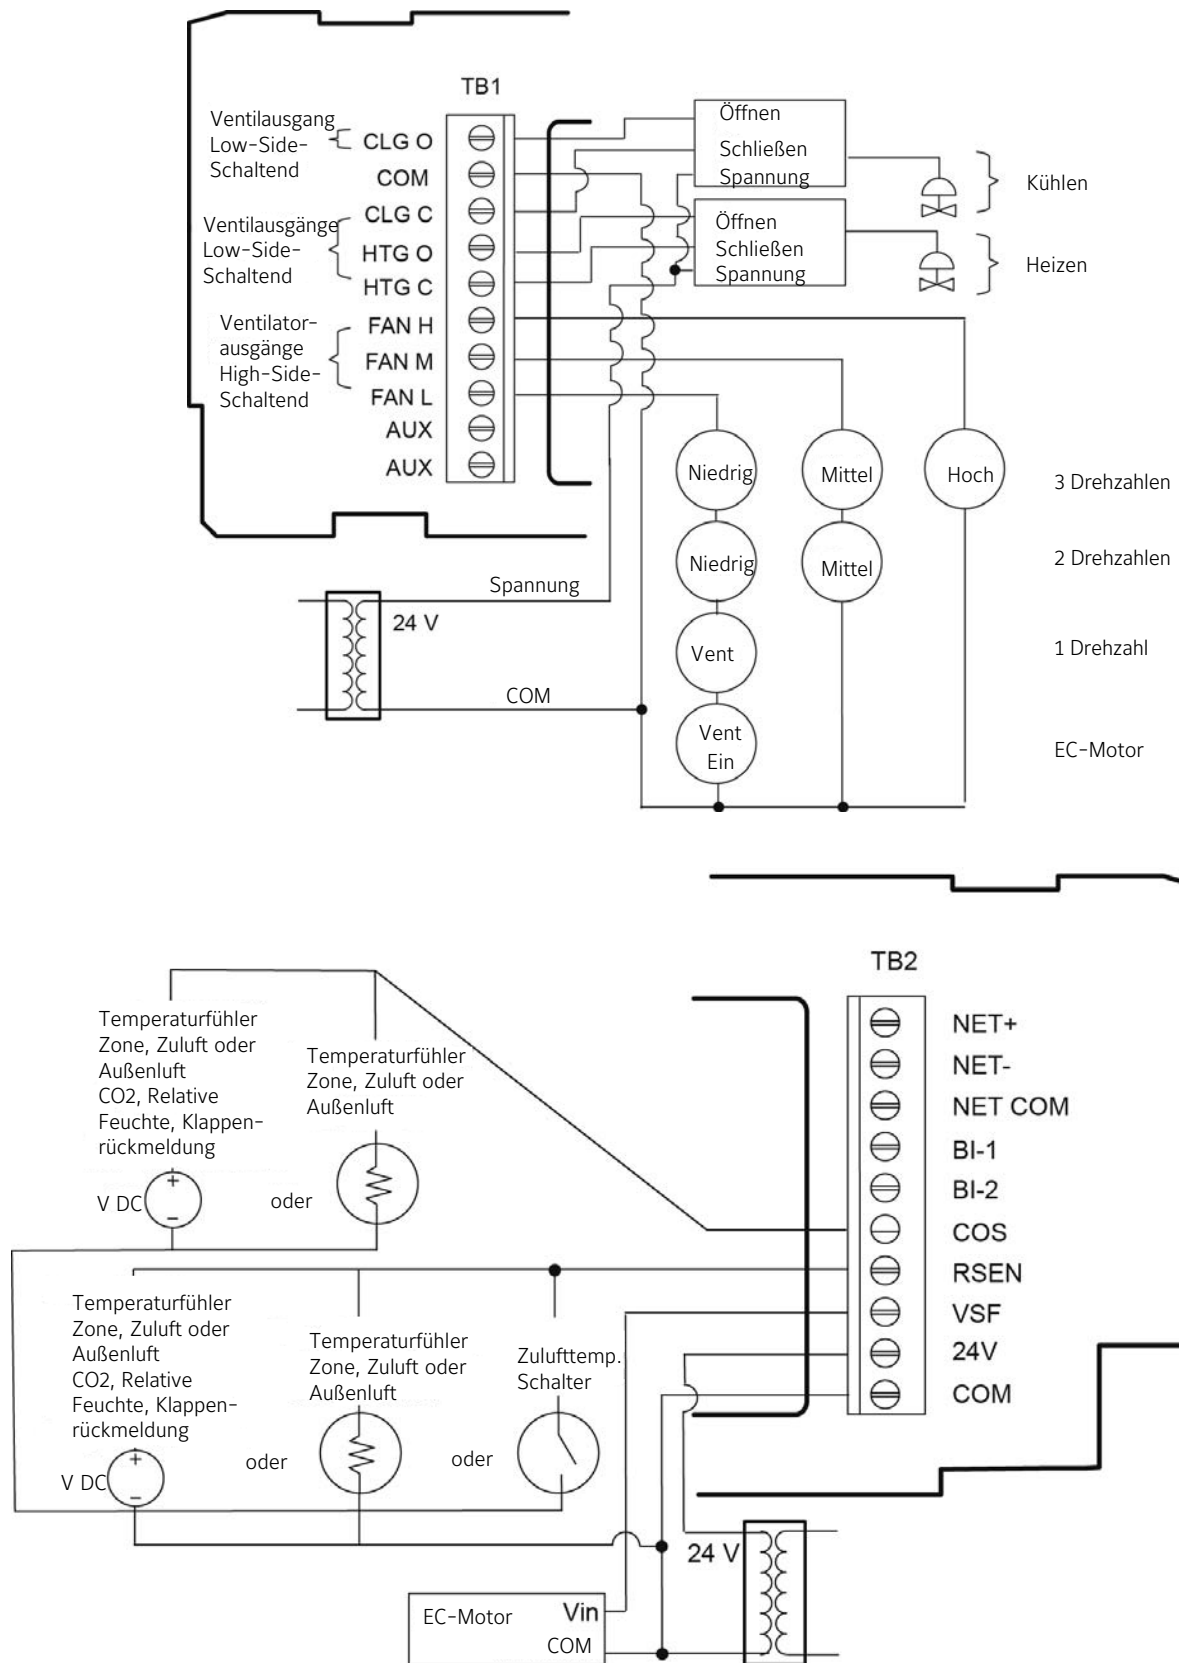 TB1
Ventilausgang
Low-Side-
Schaltend
CLG O
COM
CLG C
Ventilausgänge
Low-Side-
Schaltend
HTG O
HTG C
Ventilator-
ausgänge
High-Side-
Schaltend
FAN H
FAN M
FAN L
AUX
AUX
Öffnen
Schließen
Spannung
Kühlen
Öffnen
Schließen
Spannung
Heizen
Niedrig
Mittel
Hoch
3 Drehzahlen
Niedrig
Mittel
2 Drehzahlen
Vent
1 Drehzahl
Vent
Ein
EC-Motor
Spannung
24 V
COM
TB2
NET+
NET-
NET COM
BI-1
BI-2
COS
RSEN
VSF
24V
COM
Temperaturfühler
Zone, Zuluft oder
Außenluft
CO2, Relative
Feuchte, Klappen-
rückmeldung
+
V DC
–
oder
Temperaturfühler
Zone, Zuluft oder
Außenluft
Temperaturfühler
Zone, Zuluft oder
Außenluft
CO2, Relative
Feuchte, Klappen-
rückmeldung
+
V DC
–
oder
Temperaturfühler
Zone, Zuluft oder
Außenluft
oder
Zulufttemp.
Schalter
24 V
EC-Motor
Vin
COM